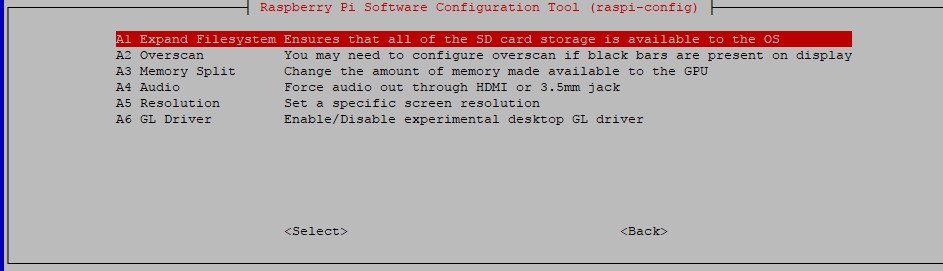 Raspberry Pi Software Configuration Tool (raspi-config)
A1 Expand Filesystem Ensures that all of the SD card storage is available to the OS
A2 Overscan You may need to configure overscan if black bars are present on display
A3 Memory Split Change the amount of memory made available to the GPU
A4 Audio Force audio out through HDMI or 3.5mm jack
A5 Resolution Set a specific screen resolution
A6 GL Driver Enable/Disable experimental desktop GL driver
<Select> <Back>